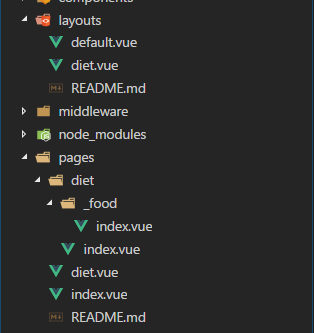 components
layouts
default.vue
diet.vue
README.md
middleware
node_modules
pages
diet
_food
index.vue
index.vue
diet.vue
index.vue
README.md